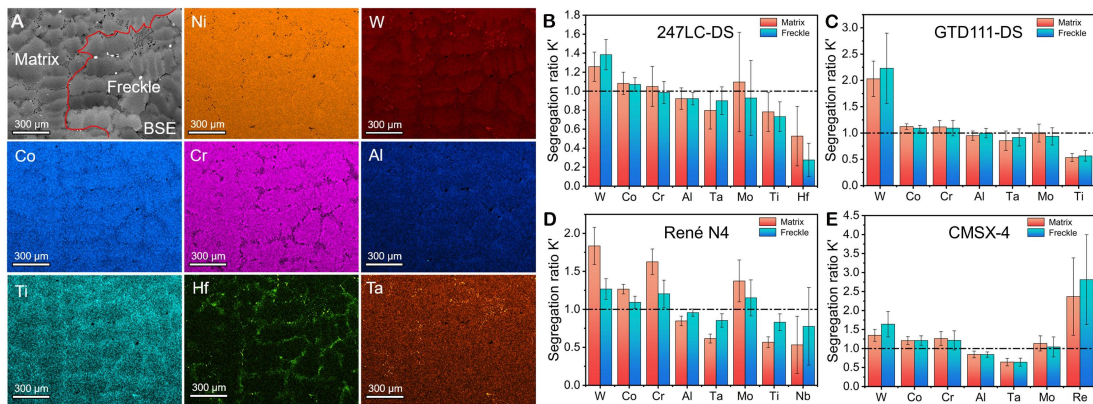 A
Matrix
Freckle
300 μm
BSE
Ni
300 μm
W
300 μm
Co
300 μm
Cr
300 μm
Al
300 μm
Ti
300 μm
Hf
300 μm
Ta
300 μm
B
247LC-DS
Matrix
Freckle
Segregation ratio K'
2.0
1.8
1.6
1.4
1.2
1.0
0.8
0.6
0.4
0.2
0.0
W Co Cr Al Ta Mo Ti Hf
C
GTD111-DS
Matrix
Freckle
Segregation ratio K'
3.0
2.5
2.0
1.5
1.0
0.5
0.0
W Co Cr Al Ta Mo Ti
D
René N4
Matrix
Freckle
Segregation ratio K'
2.0
1.5
1.0
0.5
0.0
W Co Cr Al Ta Mo Ti Nb
E
CMSX-4
Matrix
Freckle
Segregation ratio K'
4.5
4.0
3.5
3.0
2.5
2.0
1.5
1.0
0.5
0.0
W Co Cr Al Ta Mo Re